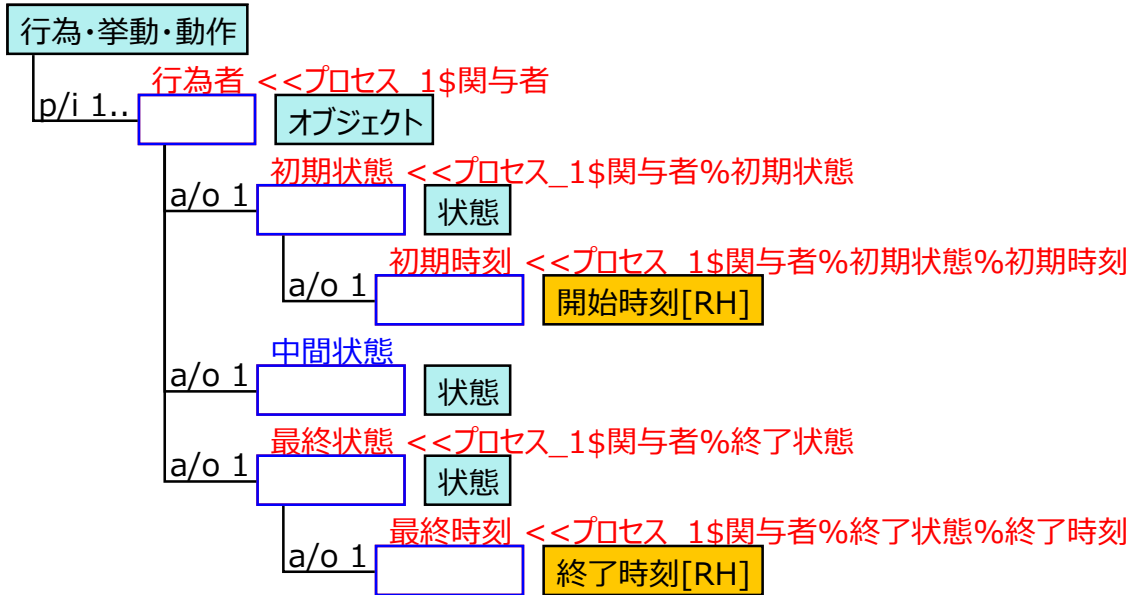 行為・挙動・動作
行為者 <<プロセス_1$関与者
p/i 1..
オブジェクト
初期状態 <<プロセス_1$関与者%初期状態
a/o 1
状態
初期時刻 <<プロセス_1$関与者%初期状態%初期時刻
a/o 1
開始時刻[RH]
中間状態
a/o 1
状態
最終状態 <<プロセス_1$関与者%終了状態
a/o 1
状態
最終時刻 <<プロセス_1$関与者%終了状態%終了時刻
a/o 1
終了時刻[RH]